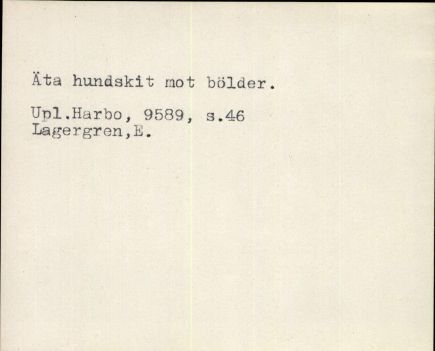 Äta hundskit mot bölder.
Upl.Harbo, 9589, s.46
Lagergren,E.